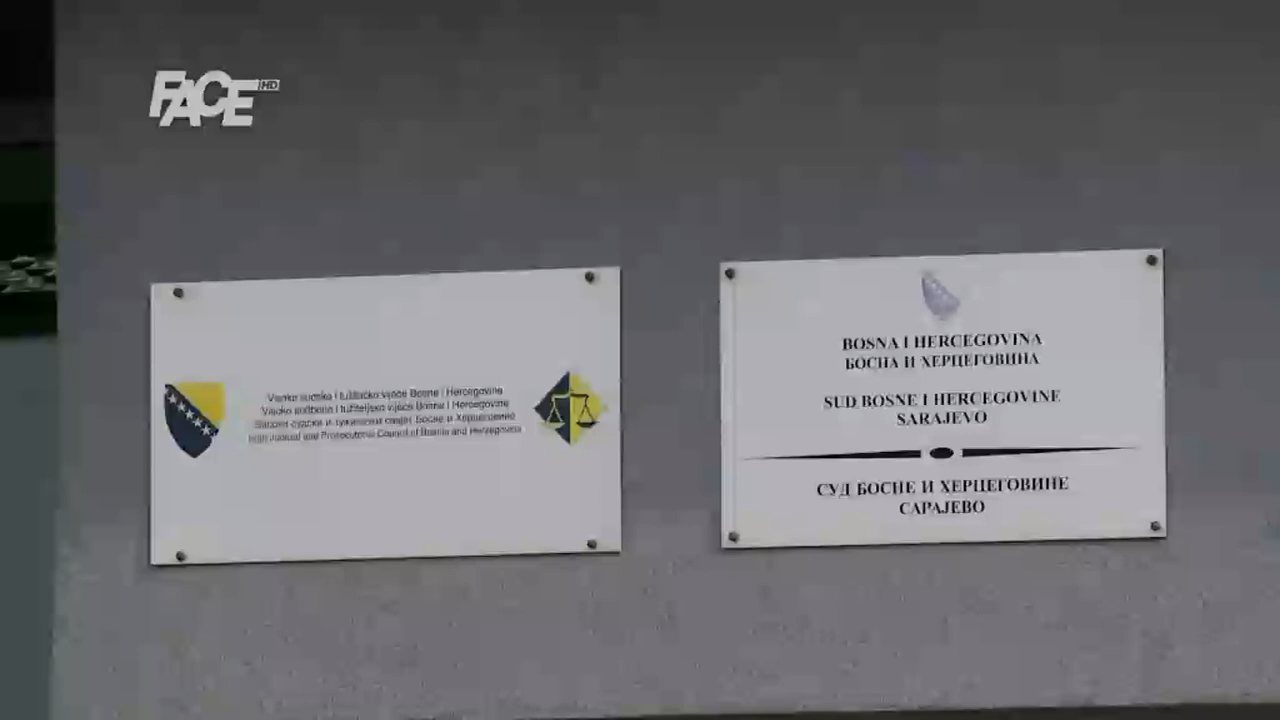 FACE HD
Visoko sudsko i tužilačko vijeće Bosne i Hercegovine
Visoko sudbeno i tužiteljsko vijeće Bosne i Hercegovine
Високи судски и тужилачки савјет Босне и Херцеговине
High Judicial and Prosecutorial Council of Bosnia and Herzegovina
BOSNA I HERCEGOVINA
БОСНА И ХЕРЦЕГОВИНА
SUD BOSNE I HERCEGOVINE
SARAJEVO
СУД БОСНЕ И ХЕРЦЕГОВИНЕ
САРАЈЕВО